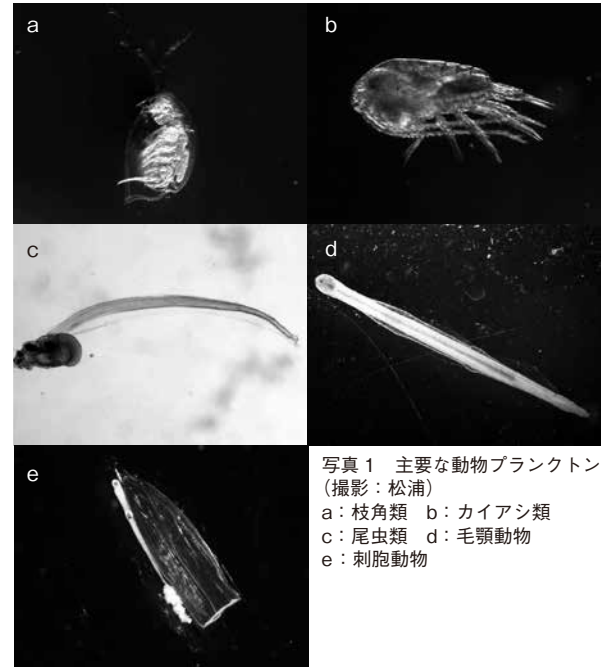 a
b
c
d
e
写真 1　主要な動物プランクトン
(撮影：松浦)
a：枝角類　b：カイアシ類
c：尾虫類　d：毛顎動物
e：刺胞動物